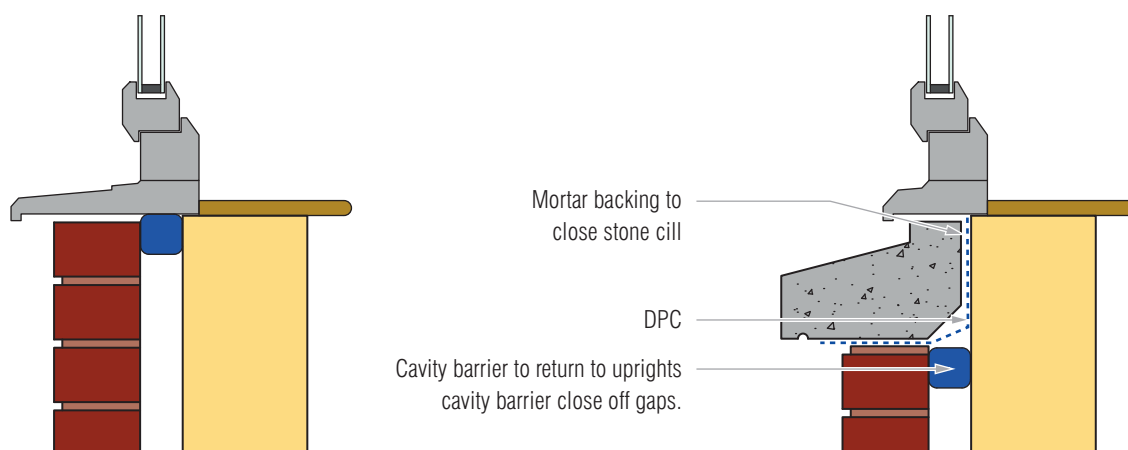 Mortar backing to
close stone cill
DPC
Cavity barrier to return to uprights
cavity barrier close off gaps.